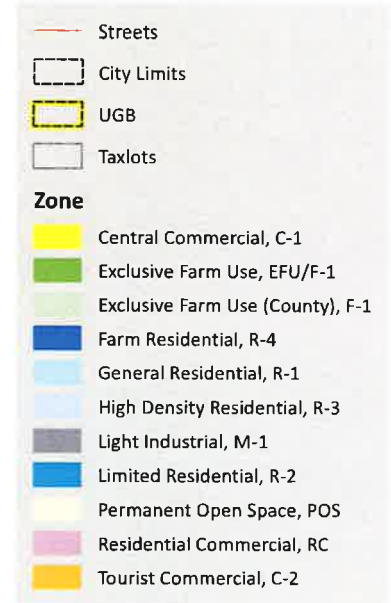 Streets
City Limits
UGB
Taxlots
Zone
Central Commercial, C-1
Exclusive Farm Use, EFU/F-1
Exclusive Farm Use (County), F-1
Farm Residential, R-4
General Residential, R-1
High Density Residential, R-3
Light Industrial, M-1
Limited Residential, R-2
Permanent Open Space, POS
Residential Commercial, RC
Tourist Commercial, C-2